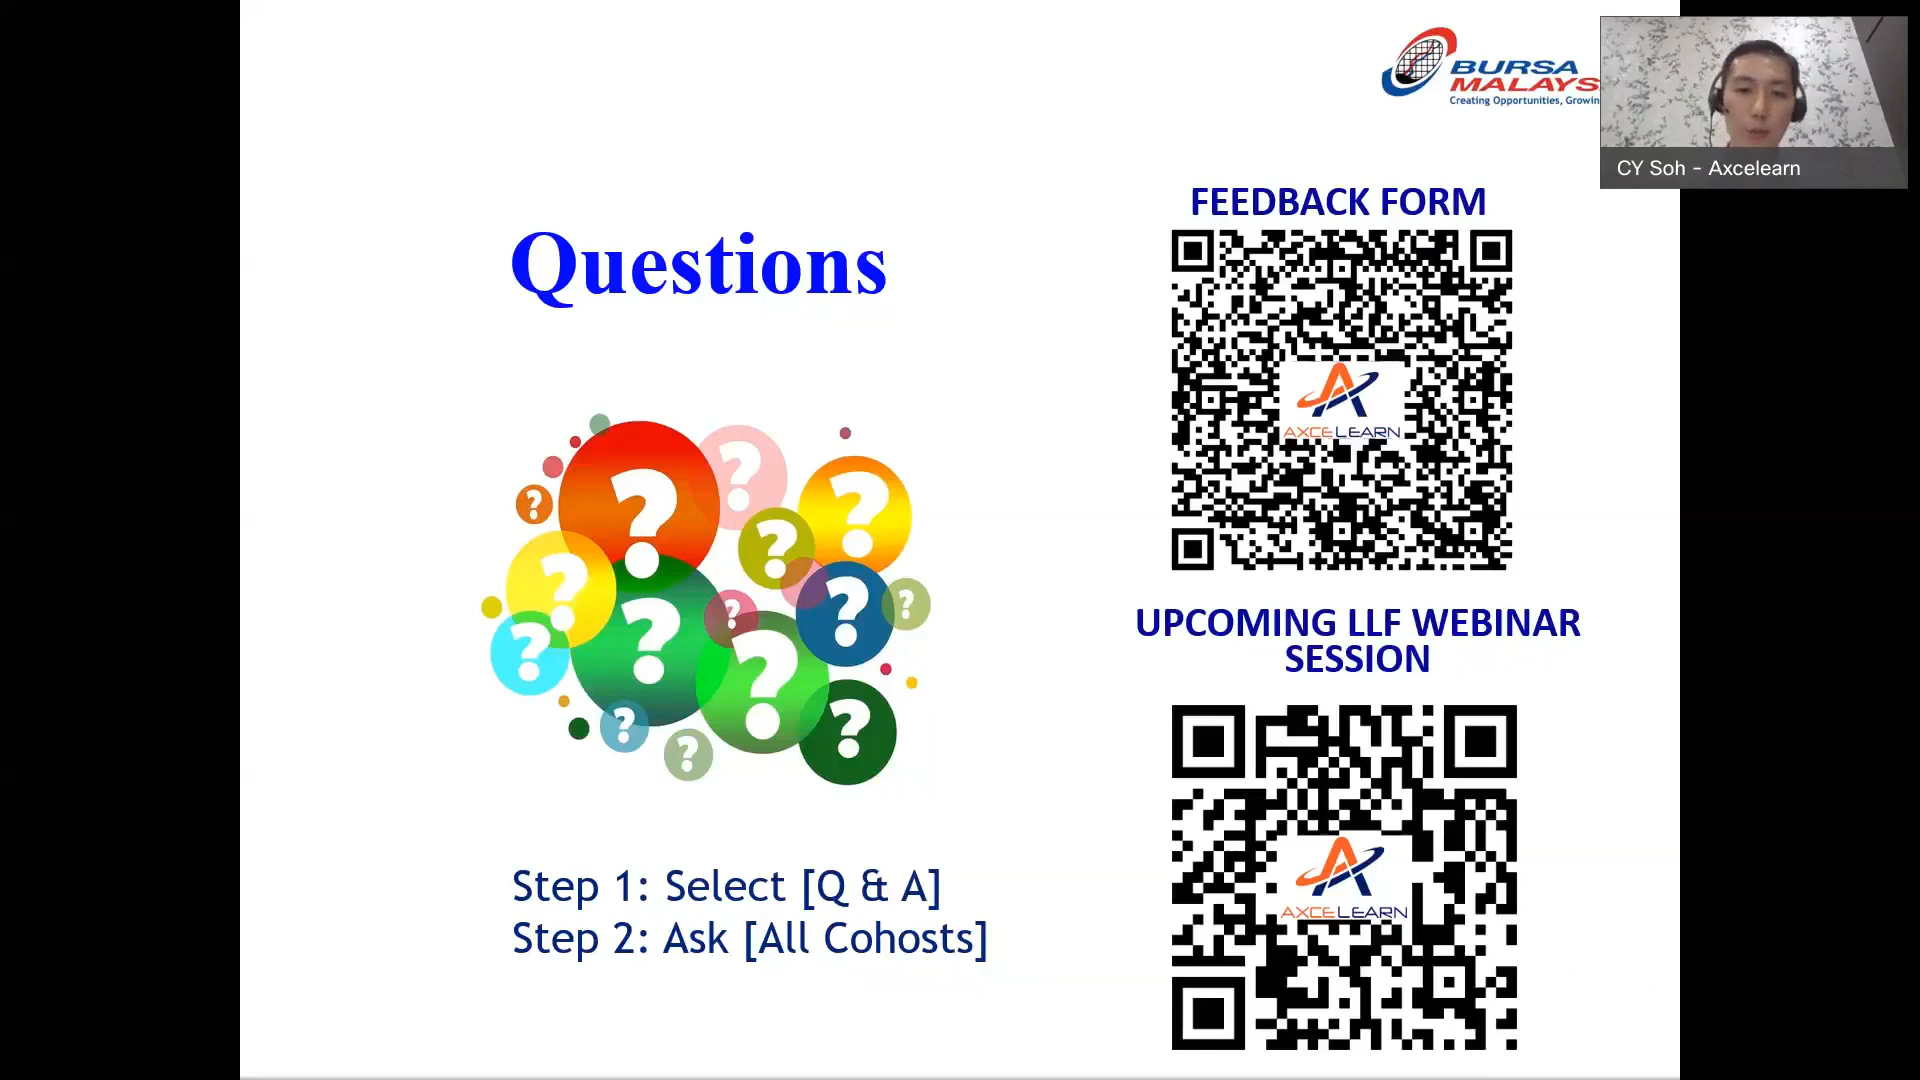 BURSA
MALAYS
Creating Opportunities, Growin
CY Soh - Axcelearn
FEEDBACK FORM
Questions
AXCELEARN
UPCOMING LLF WEBINAR
SESSION
AXCELEARN
Step 1: Select [Q & A]
Step 2: Ask [All Cohosts]